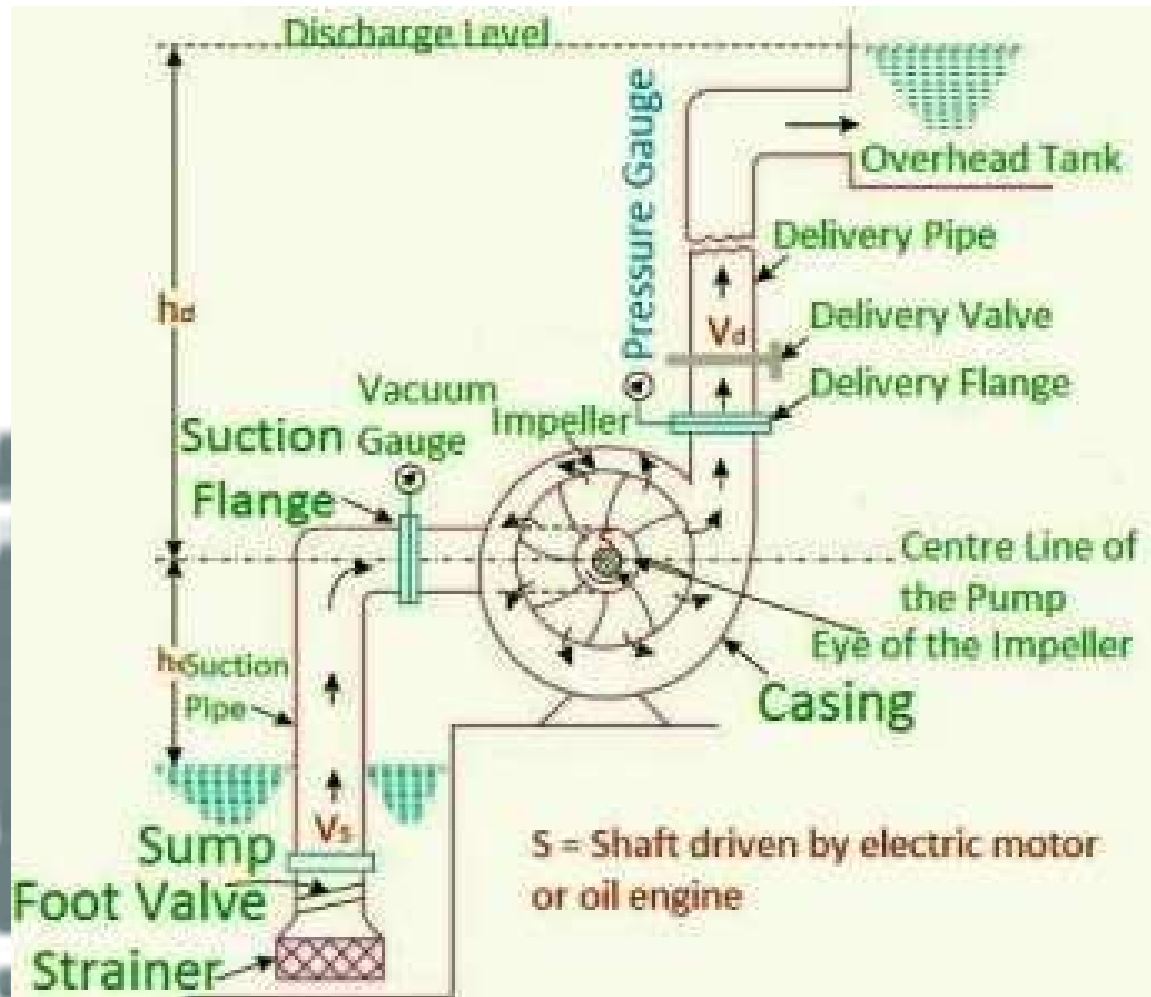 Discharge Level
Pressure Gauge
Overhead Tank
Delivery Pipe
hd
Vd
Delivery Valve
Delivery Flange
Vacuum
Gauge
Impeller
Suction
Flange
S
Centre Line of
the Pump
Eye of the Impeller
Casing
h
Suction
Pipe
Vs
Sump
Foot Valve
Strainer
S = Shaft driven by electric motor
or oil engine